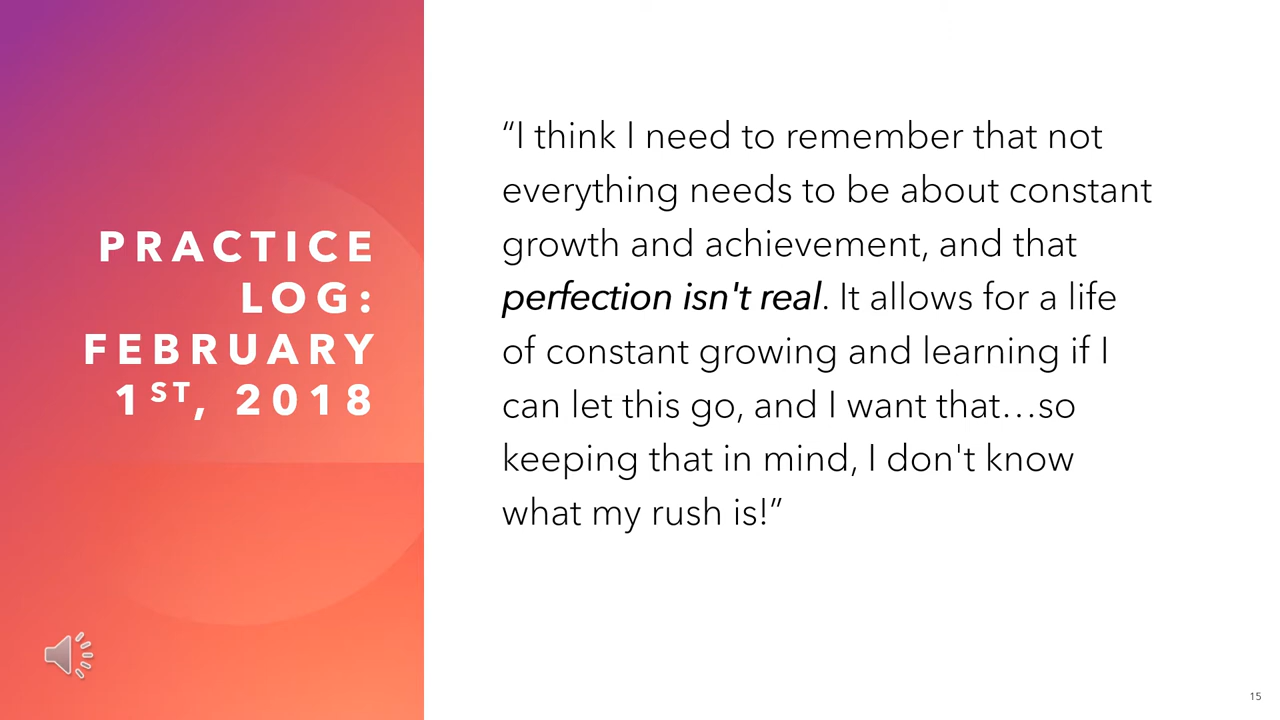 PRACTICE
LOG:
FEBRUARY
1ST, 2018
“I think I need to remember that not
everything needs to be about constant
growth and achievement, and that
perfection isn't real. It allows for a life
of constant growing and learning if I
can let this go, and I want that…so
keeping that in mind, I don't know
what my rush is!”
15